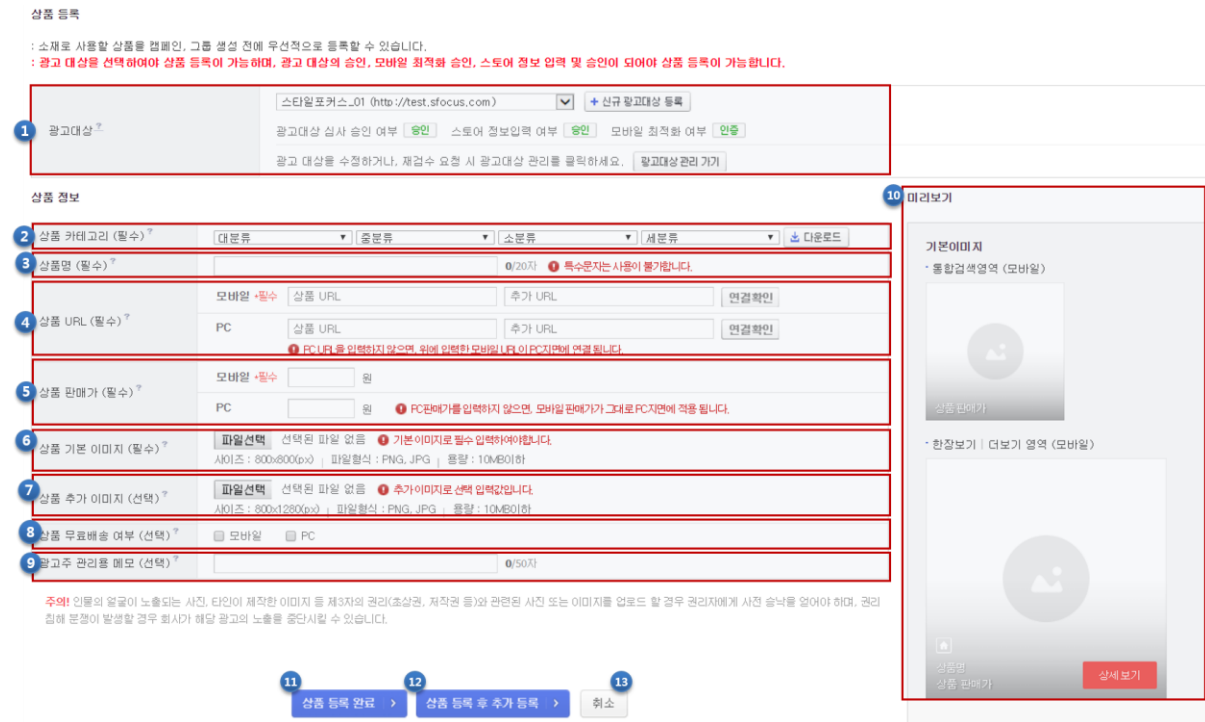 상품 등록
: 소재로 사용할 상품을 캠페인, 그룹 생성 전에 우선적으로 등록할 수 있습니다.
: 광고 대상을 선택하여야 상품 등록이 가능하며, 광고 대상의 승인, 모바일 최적화 승인, 스토어 정보 입력 및 승인이 되어야 상품 등록이 가능합니다.
1 광고대상 ?
스타일포커스_01 (http://test.sfocus.com) + 신규 광고대상 등록
광고대상 심사 승인 여부 승인 스토어 정보입력 여부 승인 모바일 최적화 여부 인증
광고 대상을 수정하거나, 재검수 요청 시 광고대상 관리를 클릭하세요. 광고대상 관리 가기
상품 정보
2 상품 카테고리 (필수) ? 대분류 중분류 소분류 세분류 다운로드
3 상품명 (필수) ? 0/20자 특수문자는 사용이 불가합니다.
4 상품 URL (필수) ?
모바일 *필수 상품 URL 추가 URL 연결확인
PC 상품 URL 추가 URL 연결확인
PC URL을 입력하지 않으면, 위에 입력한 모바일 URL이 PC지면에 연결 됩니다.
5 상품 판매가 (필수) ?
모바일 *필수 원
PC 원 PC판매가를 입력하지 않으면, 모바일 판매가가 그대로 PC지면에 적용 됩니다.
6 상품 기본 이미지 (필수) ?
파일선택 선택된 파일 없음 기본이미지로 필수 입력하여야합니다.
사이즈 : 800x800(px) | 파일형식 : PNG, JPG | 용량 : 10MB이하
7 상품 추가 이미지 (선택) ?
파일선택 선택된 파일 없음 추가이미지로 선택 입력값입니다.
사이즈 : 800x1280(px) | 파일형식 : PNG, JPG | 용량 : 10MB이하
8 상품 무료배송 여부 (선택) ? 모바일 PC
9 광고주 관리용 메모 (선택) ? 0/50자
주의! 인물의 얼굴이 노출되는 사진, 타인이 제작한 이미지 등 제3자의 권리(초상권, 저작권 등)와 관련된 사진 또는 이미지를 업로드 할 경우 권리자에게 사전 승낙을 얻어야 하며, 권리
침해 분쟁이 발생할 경우 회사가 해당 광고의 노출을 중단시킬 수 있습니다.
11 상품 등록 완료 >
12 상품 등록 후 추가 등록 >
13 취소
10 미리보기
기본이미지
- 통합검색영역 (모바일)
상품 판매가
- 한장보기 | 더보기 영역 (모바일)
상품명
상품 판매가
상세보기